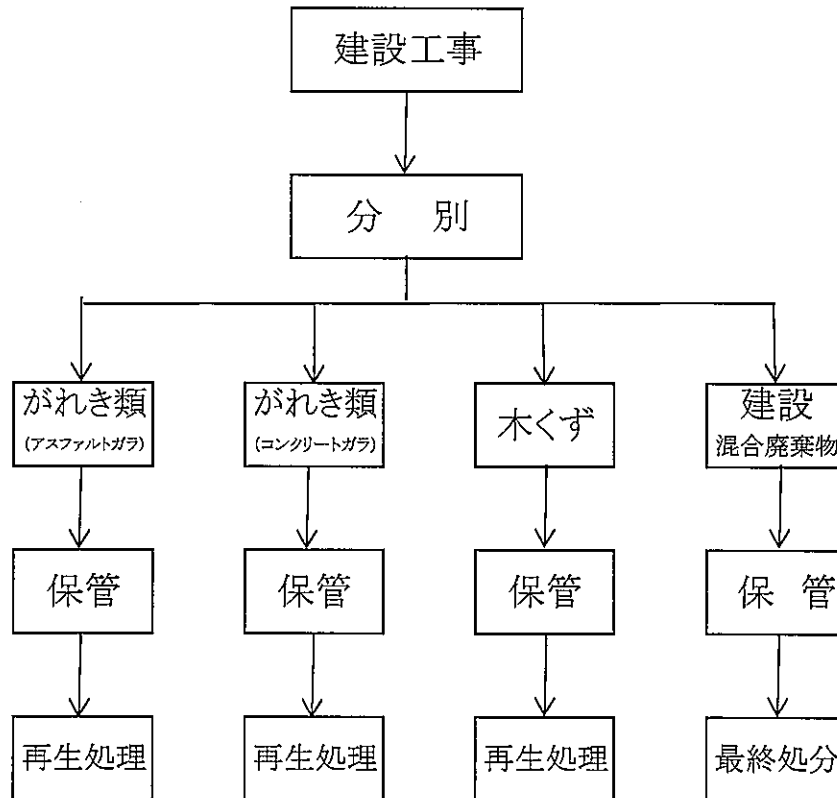 建設工事
分 別
がれき類
(アスファルトガラ)
がれき類
(コンクリートガラ)
木くず
建設
混合廃棄物
保管
保管
保管
保 管
再生処理
再生処理
再生処理
最終処分